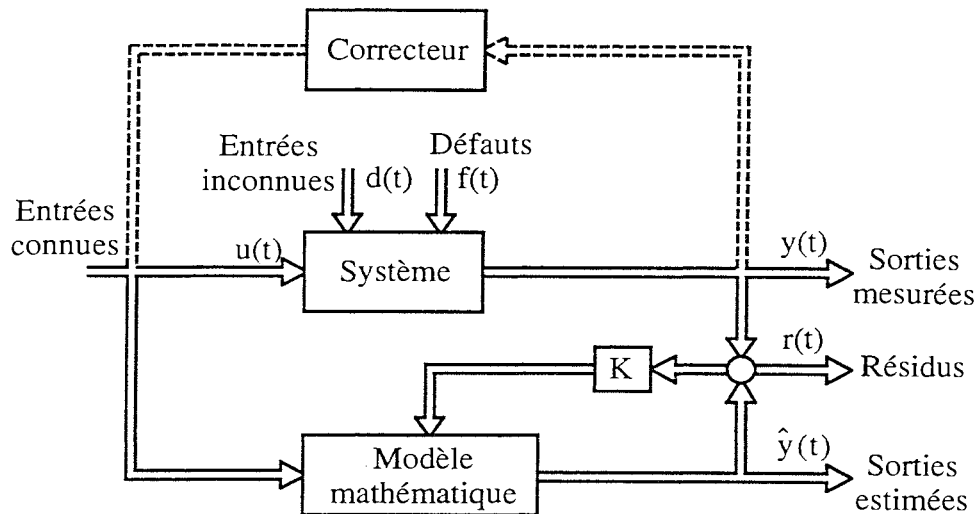 Correcteur
Entrées
inconnues
d(t)
Défauts
f(t)
Entrées
connues
u(t)
Système
y(t)
Sorties
mesurées
r(t)
K
Résidus
Modèle
mathématique
ŷ(t)
Sorties
estimées